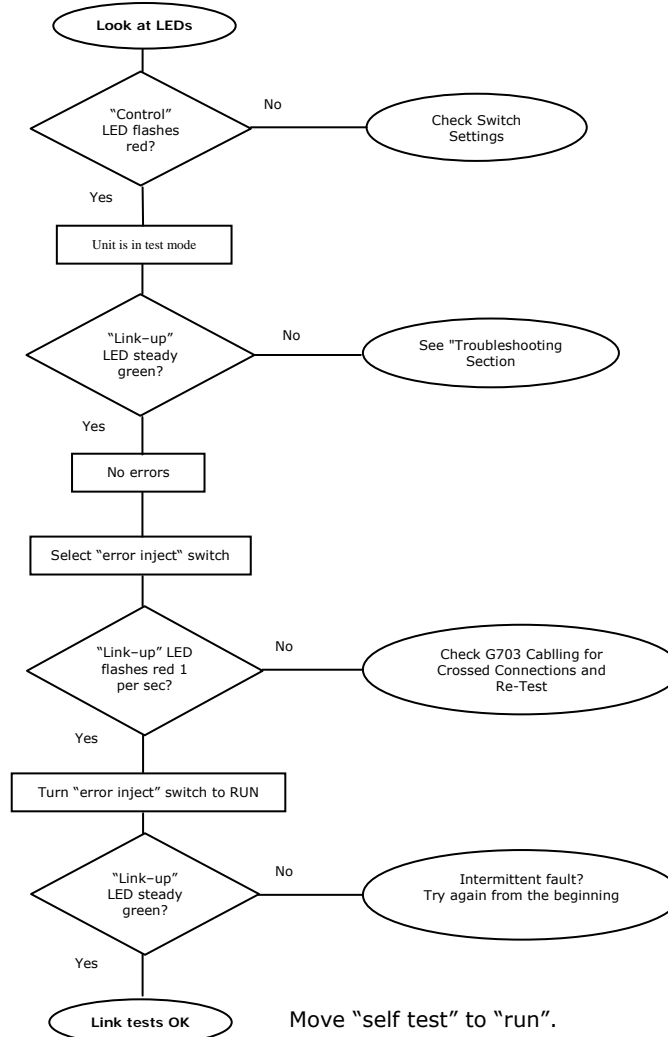 Look at LEDs
“Control”
LED flashes
red?
No
Check Switch
Settings
Yes
Unit is in test mode
“Link–up”
LED steady
green?
No
See "Troubleshooting
Section
Yes
No errors
Select “error inject“ switch
“Link–up” LED
flashes red 1
per sec?
No
Check G703 Cablling for
Crossed Connections and
Re-Test
Yes
Turn “error inject” switch to RUN
“Link–up”
LED steady
green?
No
Intermittent fault?
Try again from the beginning
Yes
Link tests OK
Move “self test” to “run”.